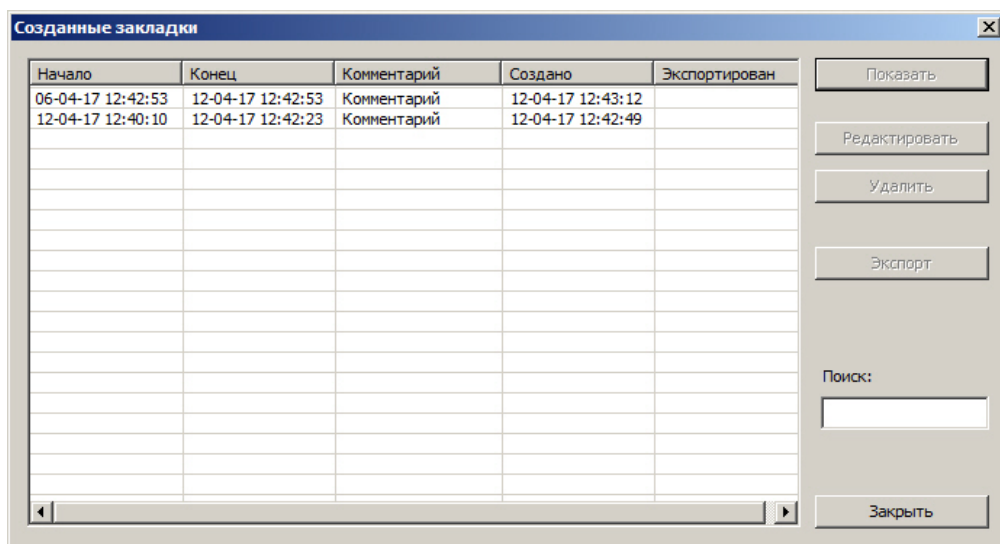 Созданные закладки
Начало Конец Комментарий Создано Экспортирован
06-04-17 12:42:53 12-04-17 12:42:53 Комментарий 12-04-17 12:43:12
12-04-17 12:40:10 12-04-17 12:42:23 Комментарий 12-04-17 12:42:49
Показать
Редактировать
Удалить
Экспорт
Поиск:
Закрыть